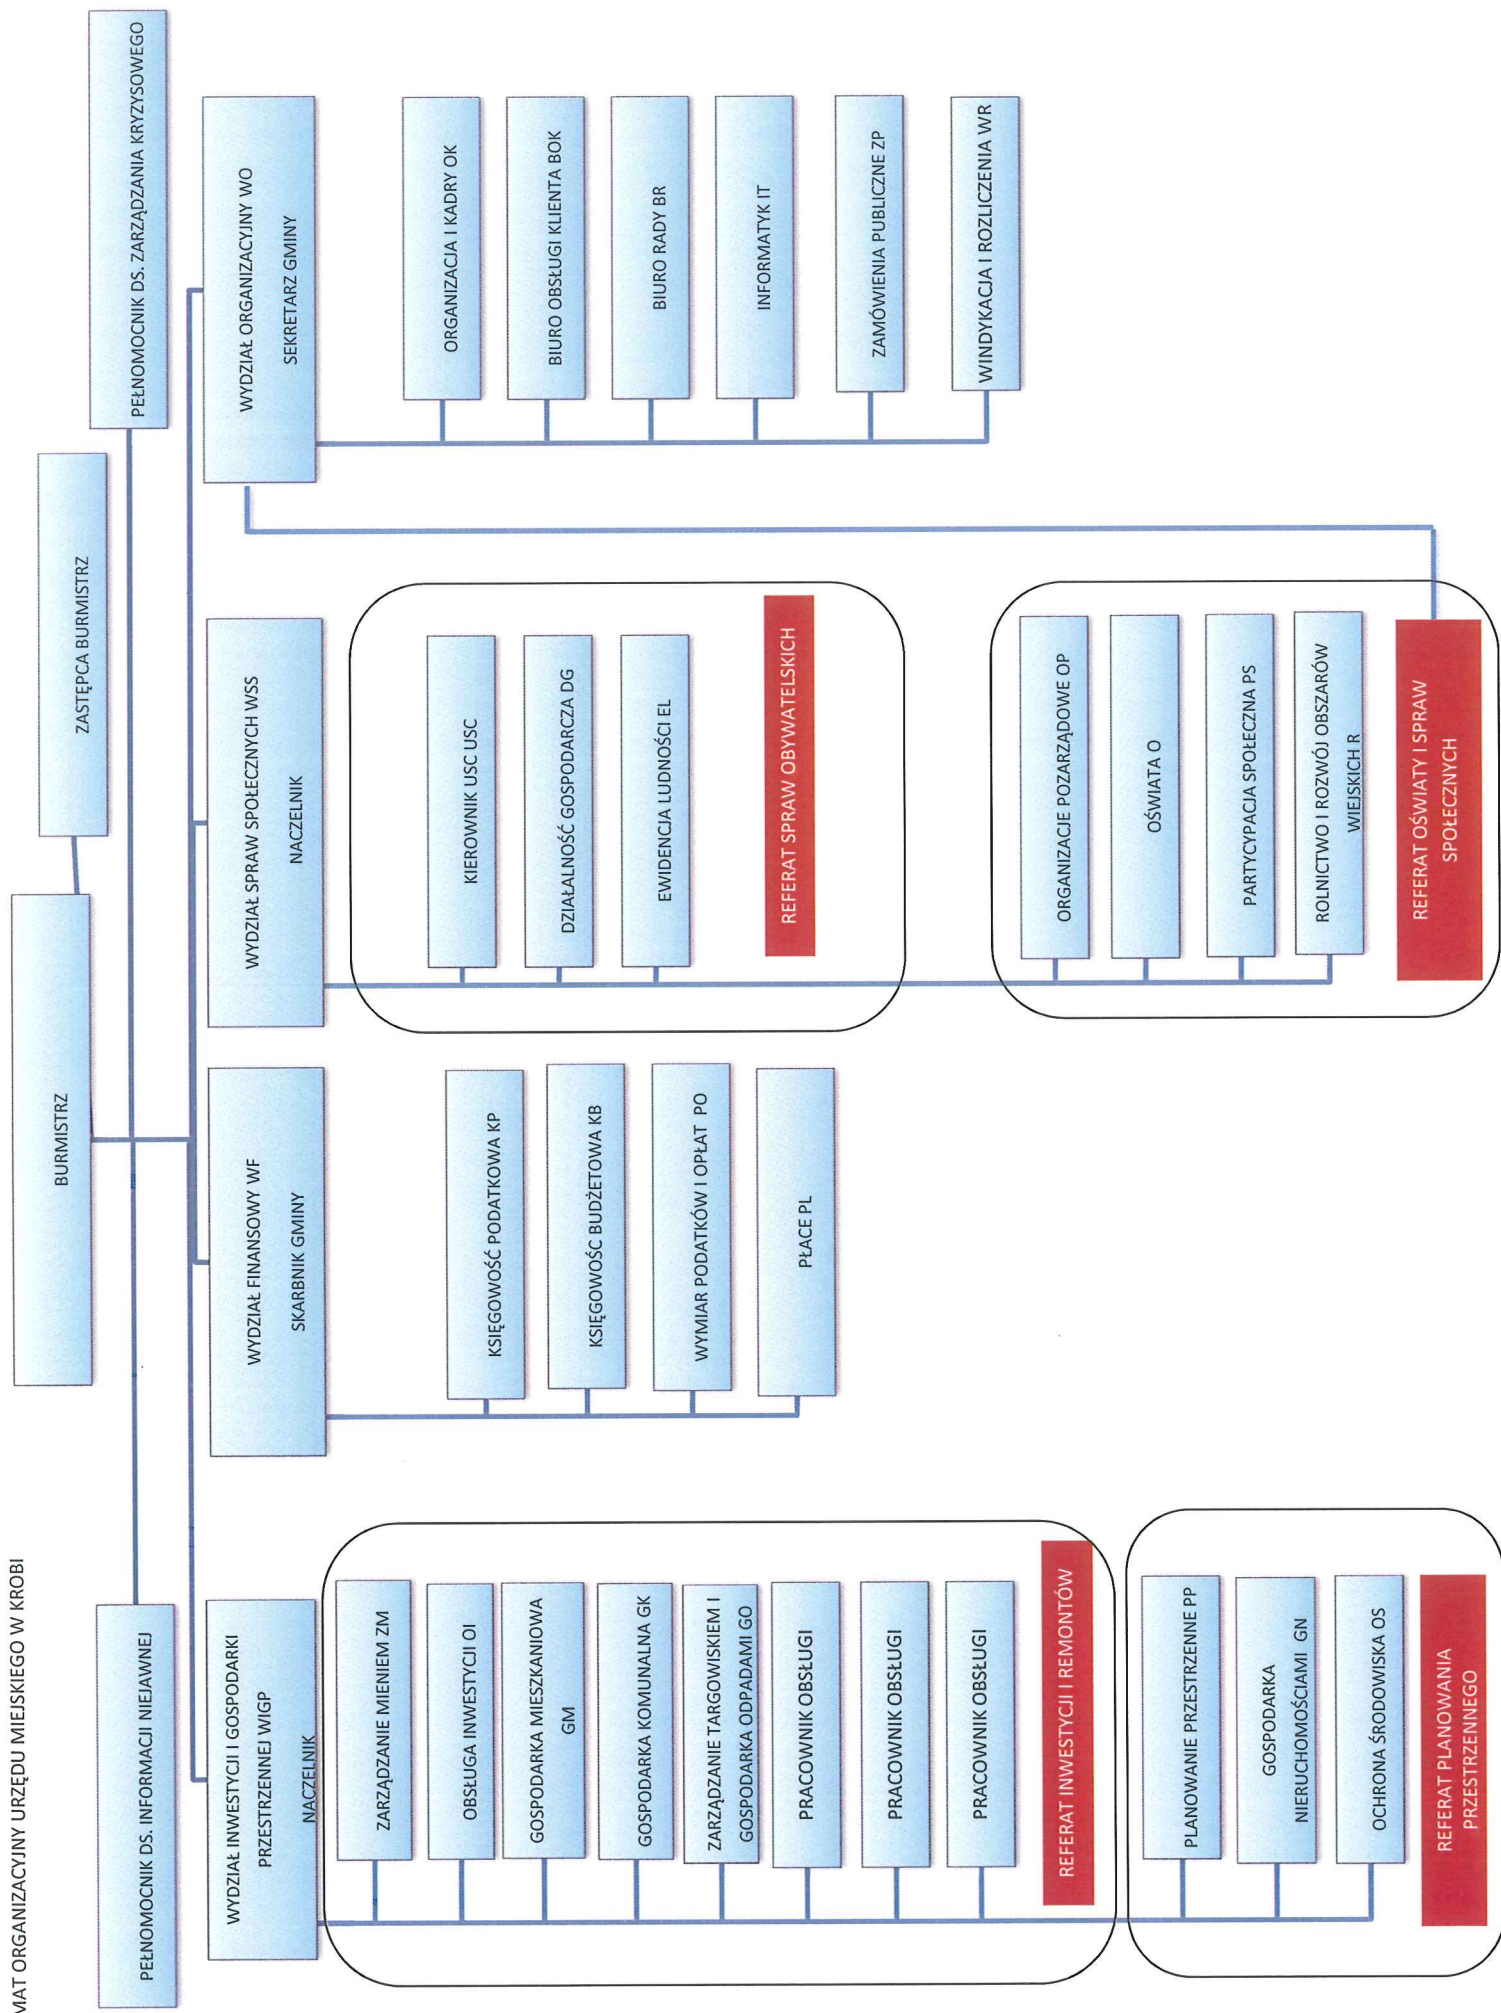 MAT ORGANIZACYJNY URZĘDU MIEJSKIEGO W KROBI
BURMISTRZ
ZASTĘPCA BURMISTRZ
PEŁNOMOCNIK DS. INFORMACJI NIEJAWNEJ
PEŁNOMOCNIK DS. ZARZĄDZANIA KRYZYSOWEGO
WYDZIAŁ INWESTYCJI I GOSPODARKI
PRZESTRZENNEJ WIGP
NACZELNIK
ZARZĄDZANIE MIENIEM ZM
OBSŁUGA INWESTYCJI OI
GOSPODARKA MIESZKANIOWA
GM
GOSPODARKA KOMUNALNA GK
ZARZĄDZANIE TARGOWISKIEM I
GOSPODARKA ODPADAMI GO
PRACOWNIK OBSŁUGI
PRACOWNIK OBSŁUGI
PRACOWNIK OBSŁUGI
REFERAT INWESTYCJI I REMONTÓW
PLANOWANIE PRZESTRZENNE PP
GOSPODARKA
NIERUCHOMOŚCIAMI GN
OCHRONA ŚRODOWISKA OS
REFERAT PLANOWANIA
PRZESTRZENNEGO
WYDZIAŁ FINANSOWY WF
SKARBNIK GMINY
KSIĘGOWOŚĆ PODATKOWA KP
KSIĘGOWOŚC BUDŻETOWA KB
WYMIAR PODATKÓW I OPŁAT PO
PŁACE PL
WYDZIAŁ SPRAW SPOŁECZNYCH WSS
NACZELNIK
KIEROWNIK USC USC
DZIAŁALNOŚĆ GOSPODARCZA DG
EWIDENCJA LUDNOŚCI EL
REFERAT SPRAW OBYWATELSKICH
ORGANIZACJE POZARZĄDOWE OP
OŚWIATA O
PARTYCYPACJA SPOŁECZNA PS
ROLNICTWO I ROZWÓJ OBSZARÓW
WIEJSKICH R
REFERAT OŚWIATY I SPRAW
SPOŁECZNYCH
WYDZIAŁ ORGANIZACYJNY WO
SEKRETARZ GMINY
ORGANIZACJA I KADRY OK
BIURO OBSŁUGI KLIENTA BOK
BIURO RADY BR
INFORMATYK IT
ZAMÓWIENIA PUBLICZNE ZP
WINDYKACJA I ROZLICZENIA WR